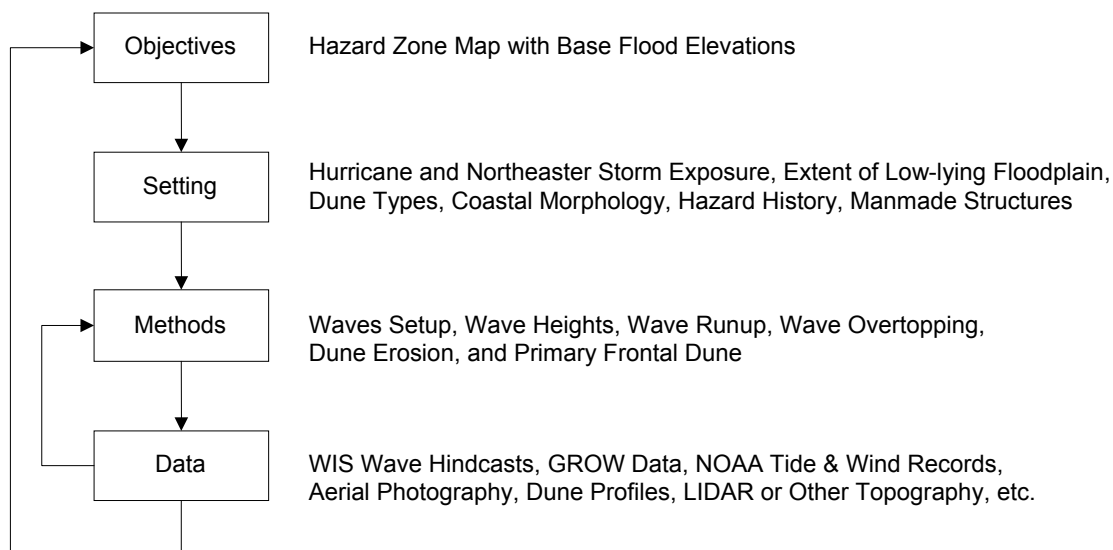 Objectives
Hazard Zone Map with Base Flood Elevations
Setting
Hurricane and Northeaster Storm Exposure, Extent of Low-lying Floodplain,
Dune Types, Coastal Morphology, Hazard History, Manmade Structures
Methods
Waves Setup, Wave Heights, Wave Runup, Wave Overtopping,
Dune Erosion, and Primary Frontal Dune
Data
WIS Wave Hindcasts, GROW Data, NOAA Tide & Wind Records,
Aerial Photography, Dune Profiles, LIDAR or Other Topography, etc.